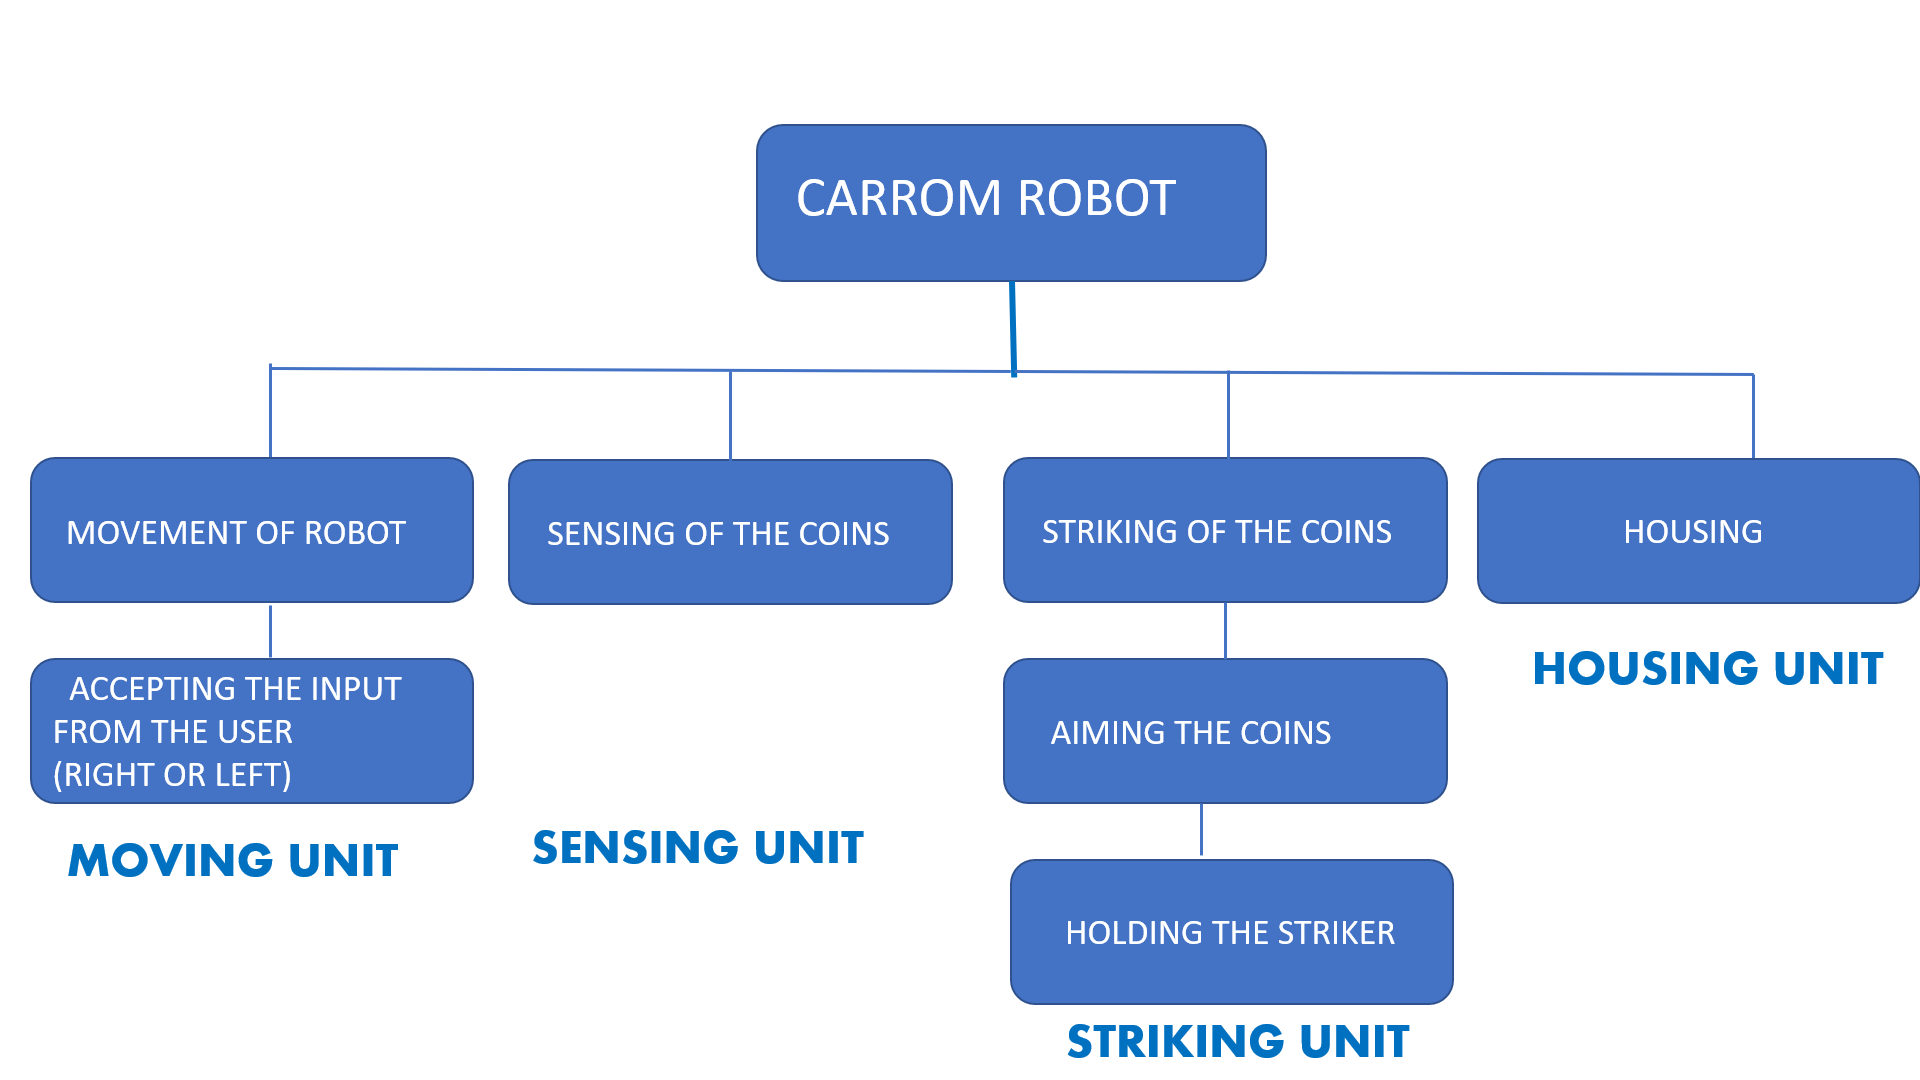 CARROM ROBOT
MOVEMENT OF ROBOT
SENSING OF THE COINS
STRIKING OF THE COINS
HOUSING
ACCEPTING THE INPUT
FROM THE USER
(RIGHT OR LEFT)
AIMING THE COINS
HOUSING UNIT
MOVING UNIT
SENSING UNIT
HOLDING THE STRIKER
STRIKING UNIT